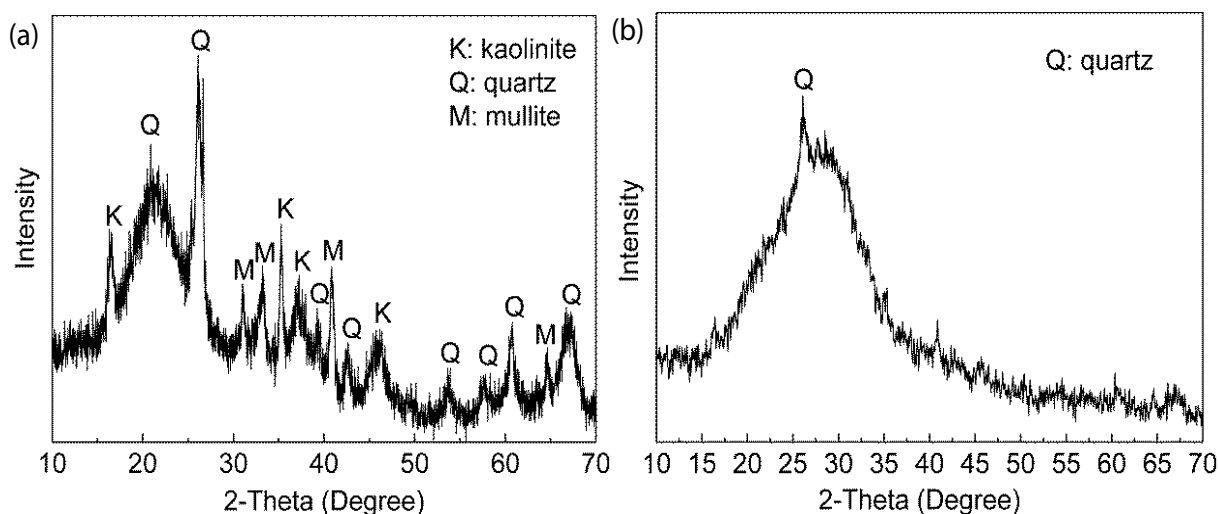 (a)
K: kaolinite
Q: quartz
M: mullite
K
Q
Q
M
M
K
K
Q
M
Q
K
Q
Q
Q
M
Q
Intensity
10 20 30 40 50 60 70
2-Theta (Degree)
(b)
Q: quartz
Q
Intensity
10 15 20 25 30 35 40 45 50 55 60 65 70
2-Theta (Degree)